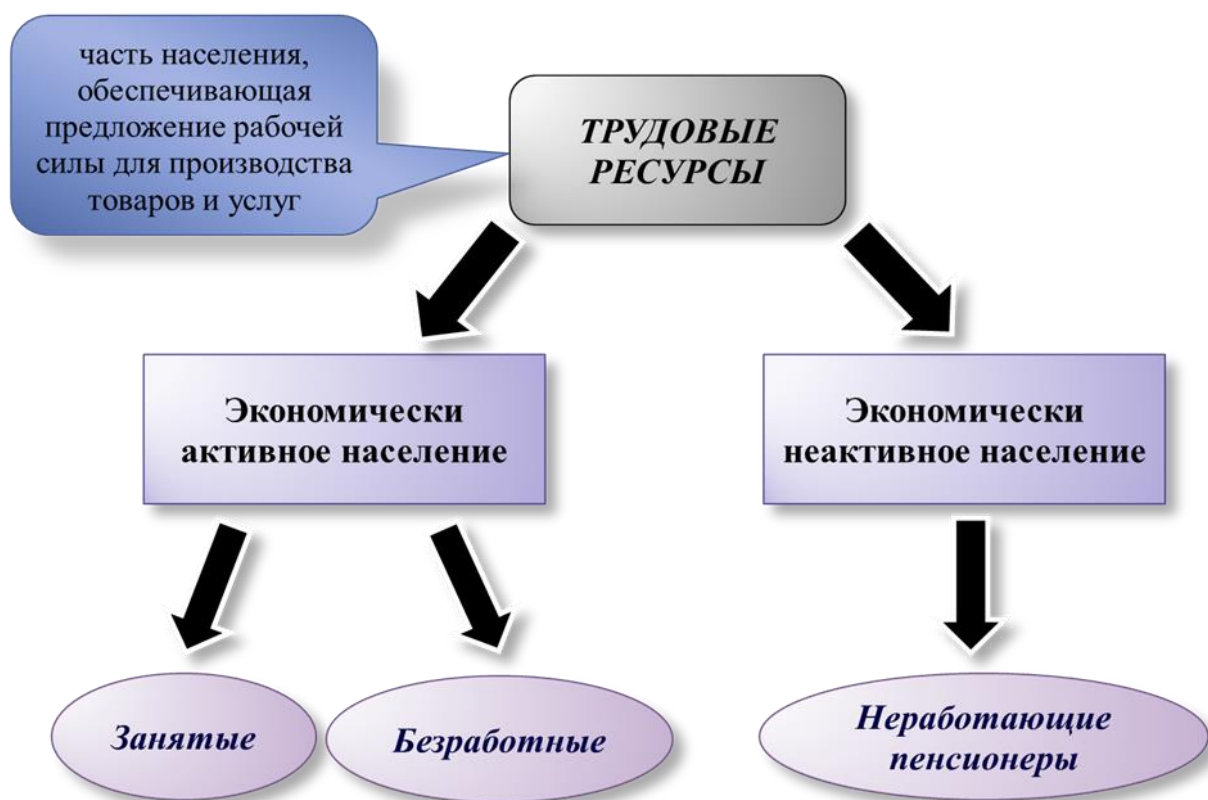 часть населения,
обеспечивающая
предложение рабочей
силы для производства
товаров и услуг
ТРУДОВЫЕ
РЕСУРСЫ
Экономически
активное население
Экономически
неактивное население
Занятые
Безработные
Неработающие
пенсионеры